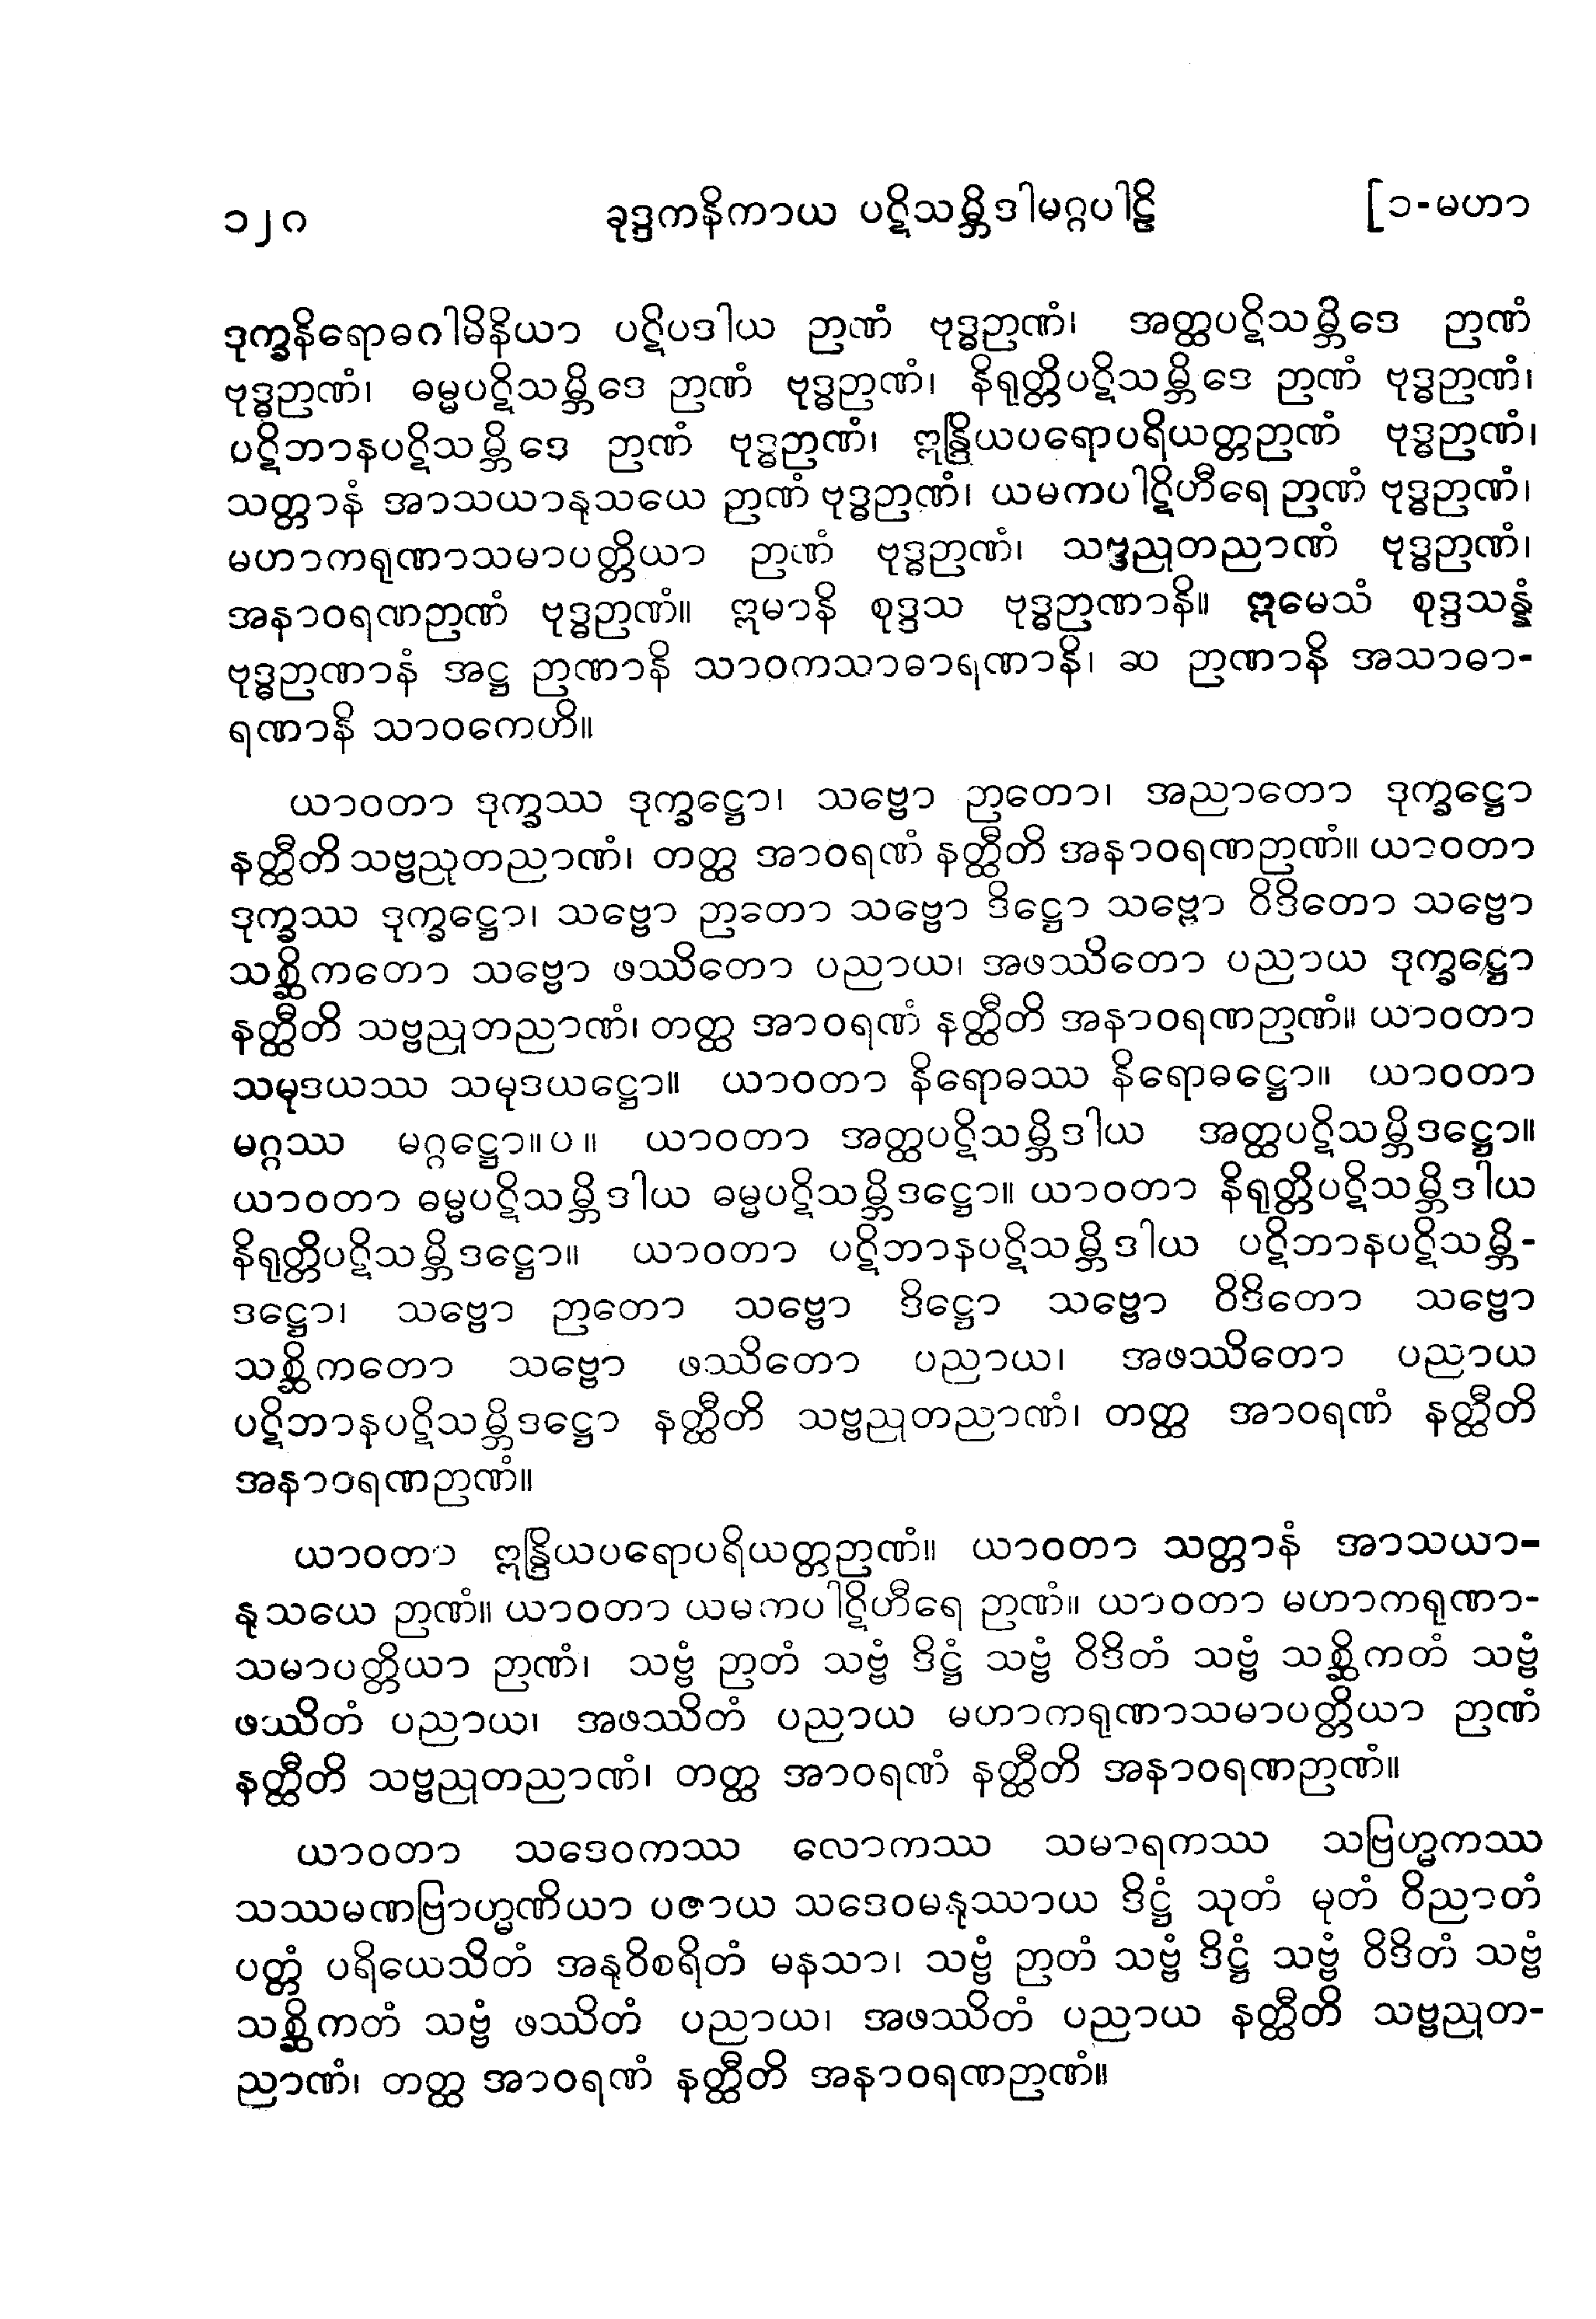 ၁၂ဂ ခုဒ္ဒကနိကာယ ပဋိသမ္ဘိဒါမဂ္ဂပါဠိ [၁-မဟာ
ဒုက္ခနိရောဓဂါမိနိယာ ပဋိပဒါယ ဉာဏံ ဗုဒ္ဓဉာဏံ၊ အတ္ထပဋိသမ္ဘိဒေ ဉာဏံ
ဗုဒ္ဓဉာဏံ၊ ဓမ္မပဋိသမ္ဘိဒေ ဉာဏံ ဗုဒ္ဓဉာဏံ၊ နိရုတ္တိပဋိသမ္ဘိဒေ ဉာဏံ ဗုဒ္ဓဉာဏံ၊
ပဋိဘာနပဋိသမ္ဘိဒေ ဉာဏံ ဗုဒ္ဓဉာဏံ၊ ဣန္ဒြိယပရောပရိယတ္တဉာဏံ ဗုဒ္ဓဉာဏံ၊
သတ္တာနံ အာသယာနုသယေ ဉာဏံ ဗုဒ္ဓဉာဏံ၊ ယမကပါဋိဟီရေ ဉာဏံ ဗုဒ္ဓဉာဏံ၊
မဟာကရုဏာသမာပတ္တိယာ ဉာဏံ ဗုဒ္ဓဉာဏံ၊ သဗ္ဗညုတညာဏံ ဗုဒ္ဓဉာဏံ၊
အနာဝရဏဉာဏံ ဗုဒ္ဓဉာဏံ။ ဣမာနိ စုဒ္ဒသ ဗုဒ္ဓဉာဏာနိ။ ဣမေသံ စုဒ္ဒသန္နံ
ဗုဒ္ဓဉာဏာနံ အဋ္ဌ ဉာဏာနိ သာဝကသာဓာရဏာနိ၊ ဆ ဉာဏာနိ အသာဓာ-
ရဏာနိ သာဝကေဟိ။
ယာဝတာ ဒုက္ခဿ ဒုက္ခဋ္ဌော၊ သဗ္ဗော ဉာတော၊ အညာတော ဒုက္ခဋ္ဌော
နတ္ထီတိ သဗ္ဗညုတညာဏံ၊ တတ္ထ အာဝရဏံ နတ္ထီတိ အနာဝရဏဉာဏံ။ ယာဝတာ
ဒုက္ခဿ ဒုက္ခဋ္ဌော၊ သဗ္ဗော ဉာတော သဗ္ဗော ဒိဋ္ဌော သဗ္ဗော ဝိဒိတော သဗ္ဗော
သစ္ဆိကတော သဗ္ဗော ဖဿိတော ပညာယ၊ အဖဿိတော ပညာယ ဒုက္ခဋ္ဌော
နတ္ထီတိ သဗ္ဗညုတညာဏံ၊ တတ္ထ အာဝရဏံ နတ္ထီတိ အနာဝရဏဉာဏံ။ ယာဝတာ
သမုဒယဿ သမုဒယဋ္ဌော။ ယာဝတာ နိရောဓဿ နိရောဓဋ္ဌော။ ယာဝတာ
မဂ္ဂဿ မဂ္ဂဋ္ဌော။ပ။ ယာဝတာ အတ္ထပဋိသမ္ဘိဒါယ အတ္ထပဋိသမ္ဘိဒဋ္ဌော။
ယာဝတာ ဓမ္မပဋိသမ္ဘိဒါယ ဓမ္မပဋိသမ္ဘိဒဋ္ဌော။ ယာဝတာ နိရုတ္တိပဋိသမ္ဘိဒါယ
နိရုတ္တိပဋိသမ္ဘိဒဋ္ဌော။ ယာဝတာ ပဋိဘာနပဋိသမ္ဘိဒါယ ပဋိဘာနပဋိသမ္ဘိ-
ဒဋ္ဌော၊ သဗ္ဗော ဉာတော သဗ္ဗော ဒိဋ္ဌော သဗ္ဗော ဝိဒိတော သဗ္ဗော
သစ္ဆိကတော သဗ္ဗော ဖဿိတော ပညာယ၊ အဖဿိတော ပညာယ
ပဋိဘာနပဋိသမ္ဘိဒဋ္ဌော နတ္ထီတိ သဗ္ဗညုတညာဏံ၊ တတ္ထ အာဝရဏံ နတ္ထီတိ
အနာဝရဏဉာဏံ။
ယာဝတာ ဣန္ဒြိယပရောပရိယတ္တဉာဏံ။ ယာဝတာ သတ္တာနံ အာသယာ-
နုသယေ ဉာဏံ။ ယာဝတာ ယမကပါဋိဟီရေ ဉာဏံ။ ယာဝတာ မဟာကရုဏာ-
သမာပတ္တိယာ ဉာဏံ၊ သဗ္ဗံ ဉာတံ သဗ္ဗံ ဒိဋ္ဌံ သဗ္ဗံ ဝိဒိတံ သဗ္ဗံ သစ္ဆိကတံ သဗ္ဗံ
ဖဿိတံ ပညာယ၊ အဖဿိတံ ပညာယ မဟာကရုဏာသမာပတ္တိယာ ဉာဏံ
နတ္ထီတိ သဗ္ဗညုတညာဏံ၊ တတ္ထ အာဝရဏံ နတ္ထီတိ အနာဝရဏဉာဏံ။
ယာဝတာ သဒေဝကဿ လောကဿ သမာရကဿ သဗြဟ္မကဿ
သဿမဏဗြာဟ္မဏိယာ ပဇာယ သဒေဝမနုဿာယ ဒိဋ္ဌံ သုတံ မုတံ ဝိညာတံ
ပတ္တံ ပရိယေသိတံ အနုဝိစရိတံ မနသာ၊ သဗ္ဗံ ဉာတံ သဗ္ဗံ ဒိဋ္ဌံ သဗ္ဗံ ဝိဒိတံ သဗ္ဗံ
သစ္ဆိကတံ သဗ္ဗံ ဖဿိတံ ပညာယ၊ အဖဿိတံ ပညာယ နတ္ထီတိ သဗ္ဗညုတ-
ညာဏံ၊ တတ္ထ အာဝရဏံ နတ္ထီတိ အနာဝရဏဉာဏံ။